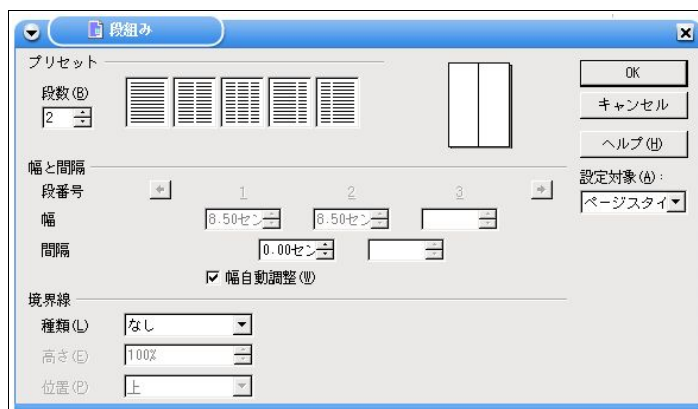 段組み
プリセット
段数(B)
2
OK
キャンセル
ヘルプ(H)
設定対象(A):
ページスタイ
幅と間隔
段番号 1 2 3
幅 8.50セン 8.50セン
間隔 0.00セン
幅自動調整(W)
境界線
種類(L) なし
高さ(E) 100%
位置(P) 上